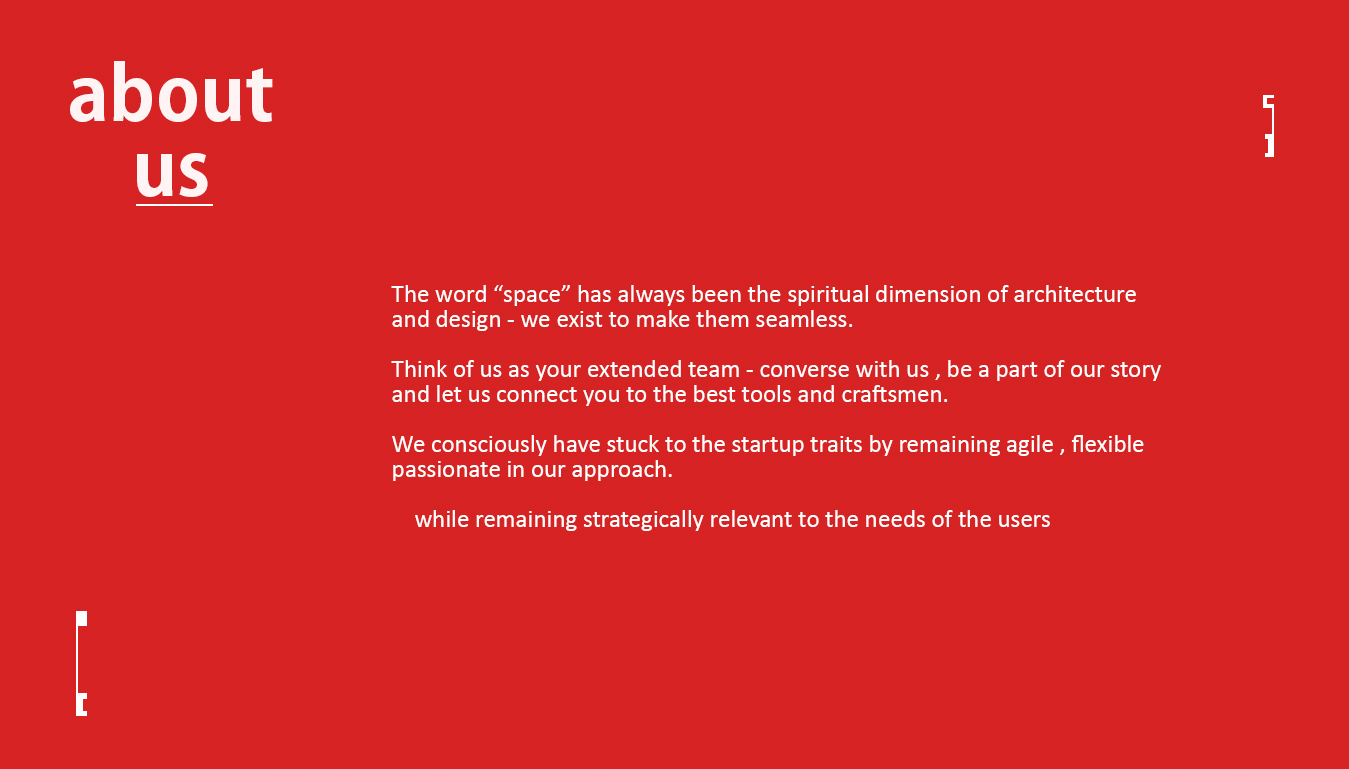 about
us
The word “space” has always been the spiritual dimension of architecture
and design - we exist to make them seamless.
Think of us as your extended team - converse with us , be a part of our story
and let us connect you to the best tools and craftsmen.
We consciously have stuck to the startup traits by remaining agile , flexible
passionate in our approach.
while remaining strategically relevant to the needs of the users